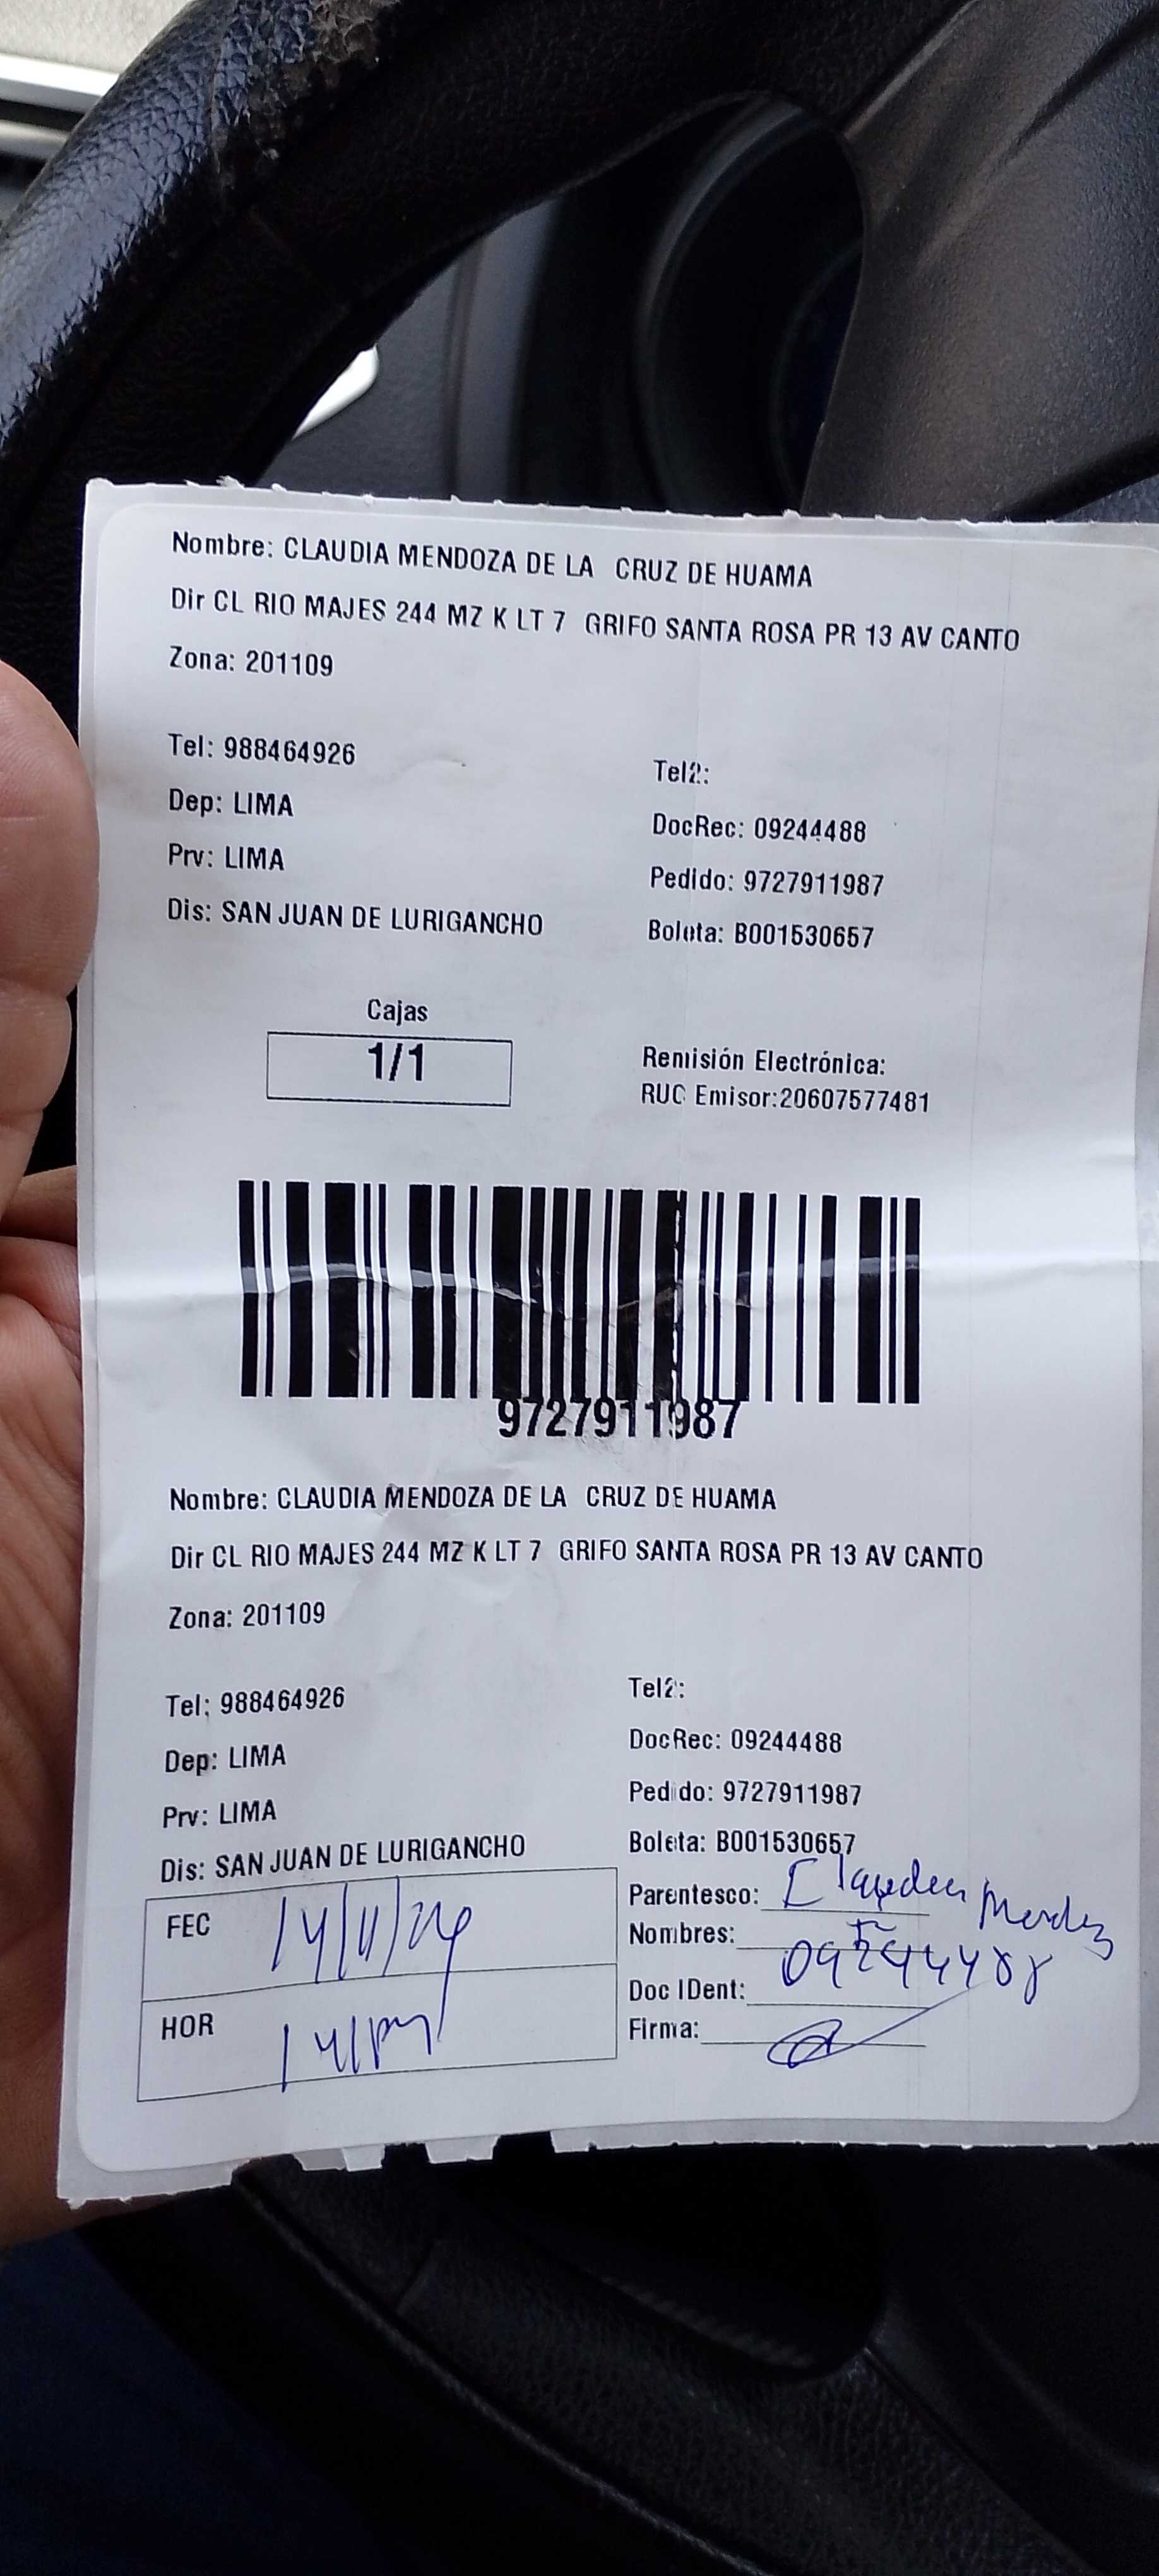 Nombre: CLAUDIA MENDOZA DE LA CRUZ DE HUAMA
Dir CL RIO MAJES 244 MZ K LT 7 GRIFO SANTA ROSA PR 13 AV CANTO
Zona: 201109
Tel: 988464926
Tel2:
Dep: LIMA
DocRec: 09244488
Prv: LIMA
Pedido: 9727911987
Dis: SAN JUAN DE LURIGANCHO
Boleta: B001530657
Cajas
1/1
Remisión Electrónica:
RUC Emisor:20607577481
9727911987
Nombre: CLAUDIA MENDOZA DE LA CRUZ DE HUAMA
Dir CL RIO MAJES 244 MZ K LT 7 GRIFO SANTA ROSA PR 13 AV CANTO
Zona: 201109
Tel: 988464926
Tel2:
Dep: LIMA
DocRec: 09244488
Prv: LIMA
Pedido: 9727911987
Dis: SAN JUAN DE LURIGANCHO
Boleta: B001530657
FEC 14/11/24
HOR
Parentesco:
Nombres:
Doc IDent: 09244488
Firma: